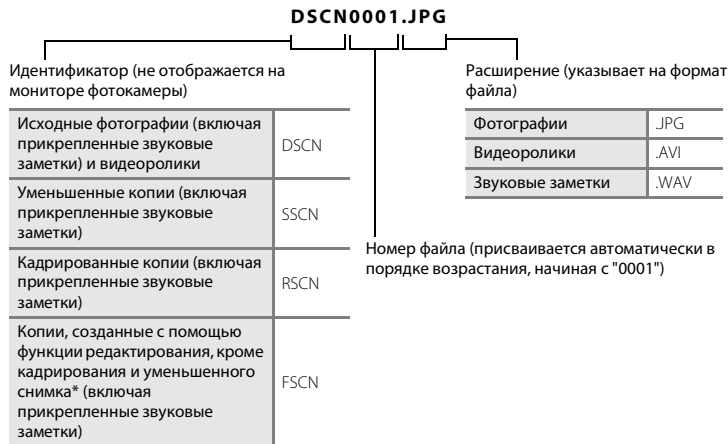 DSCN0001.JPG
Идентификатор (не отображается на
мониторе фотокамеры)
Исходные фотографии (включая
прикрепленные звуковые
заметки) и видеоролики
DSCN
Уменьшенные копии (включая
прикрепленные звуковые
заметки)
SSCN
Кадрированные копии (включая
прикрепленные звуковые
заметки)
RSCN
Копии, созданные с помощью
функции редактирования, кроме
кадрирования и уменьшенного
снимка* (включая
прикрепленные звуковые
заметки)
FSCN
Номер файла (присваивается автоматически в
порядке возрастания, начиная с "0001")
Расширение (указывает на формат
файла)
Фотографии .JPG
Видеоролики .AVI
Звуковые заметки .WAV